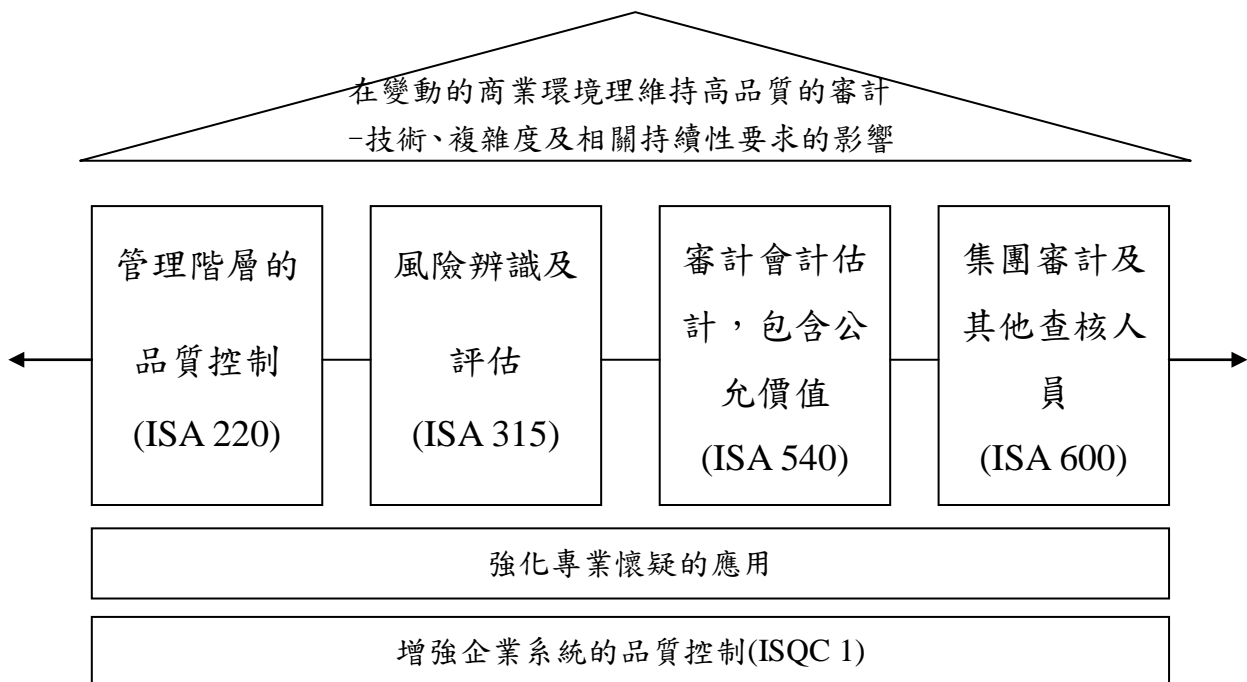 在變動的商業環境理維持高品質的審計
-技術、複雜度及相關持續性要求的影響
管理階層的
品質控制
(ISA 220)
風險辨識及
評估
(ISA 315)
審計會計估
計，包含公
允價值
(ISA 540)
集團審計及
其他查核人
員
(ISA 600)
強化專業懷疑的應用
增強企業系統的品質控制(ISQC 1)